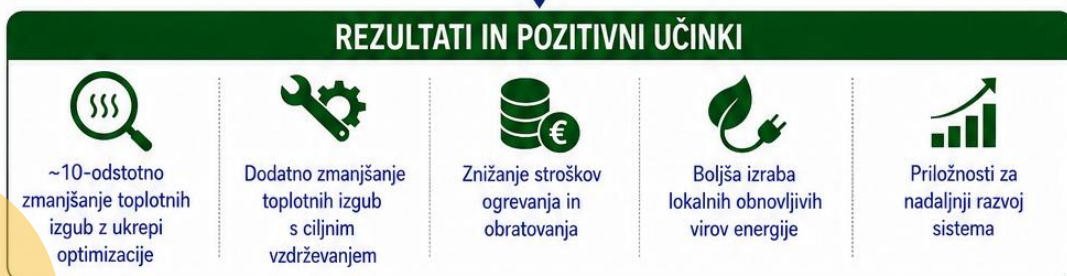 REZULTATI IN POZITIVNI UČINKI
~10-odstotno
zmanjšanje toplotnih
izgub z ukrepi
optimizacije
Dodatno zmanjšanje
toplotnih izgub
s ciljnim
vzdrževanjem
€
Znižanje stroškov
ogrevanja in
obratovanja
Boljša izraba
lokalnih obnovljivih
virov energije
Priložnosti za
nadaljnji razvoj
sistema